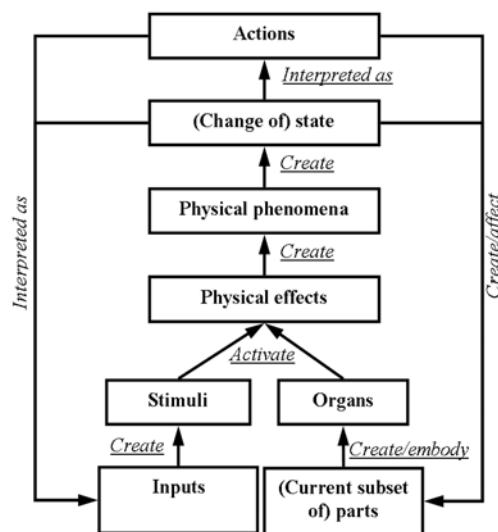 Actions
Interpreted as
(Change of) state
Create
Physical phenomena
Interpreted as
Create/affect
Create
Physical effects
Activate
Stimuli
Organs
Create
Create/embody
Inputs
(Current subset
of) parts